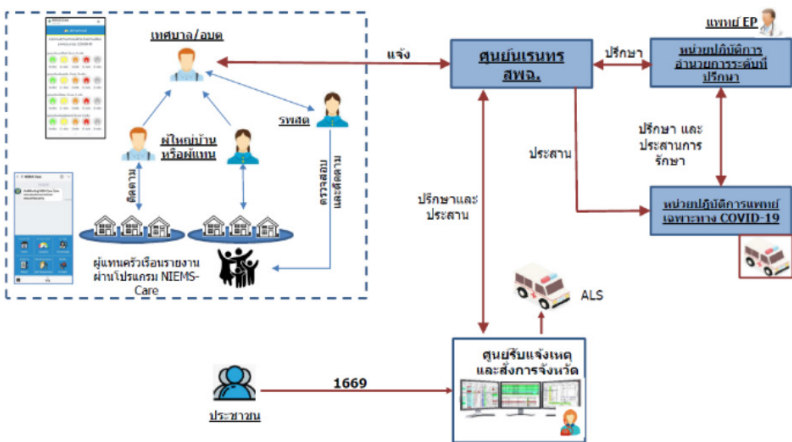 เทศบาล/อบต
แจ้ง
ศูนย์นเรนทร
สพฉ.
ปรึกษา
แพทย์ EP
หน่วยปฏิบัติการ
อำนวยการระดับที่
ปรึกษา
รพสต
ผู้ใหญ่บ้าน
หรือผู้แทน
ติดตาม
ตรวจสอบ
และติดตาม
ผู้แทนครัวเรือนรายงาน
ผ่านโปรแกรม NIEMS-
Care
ปรึกษาและ
ประสาน
ประสาน
ปรึกษา และ
ประสานการ
รักษา
หน่วยปฏิบัติการแพทย์
เฉพาะทาง COVID-19
ALS
ศูนย์รับแจ้งเหตุ
และสั่งการจังหวัด
1669
ประชาชน